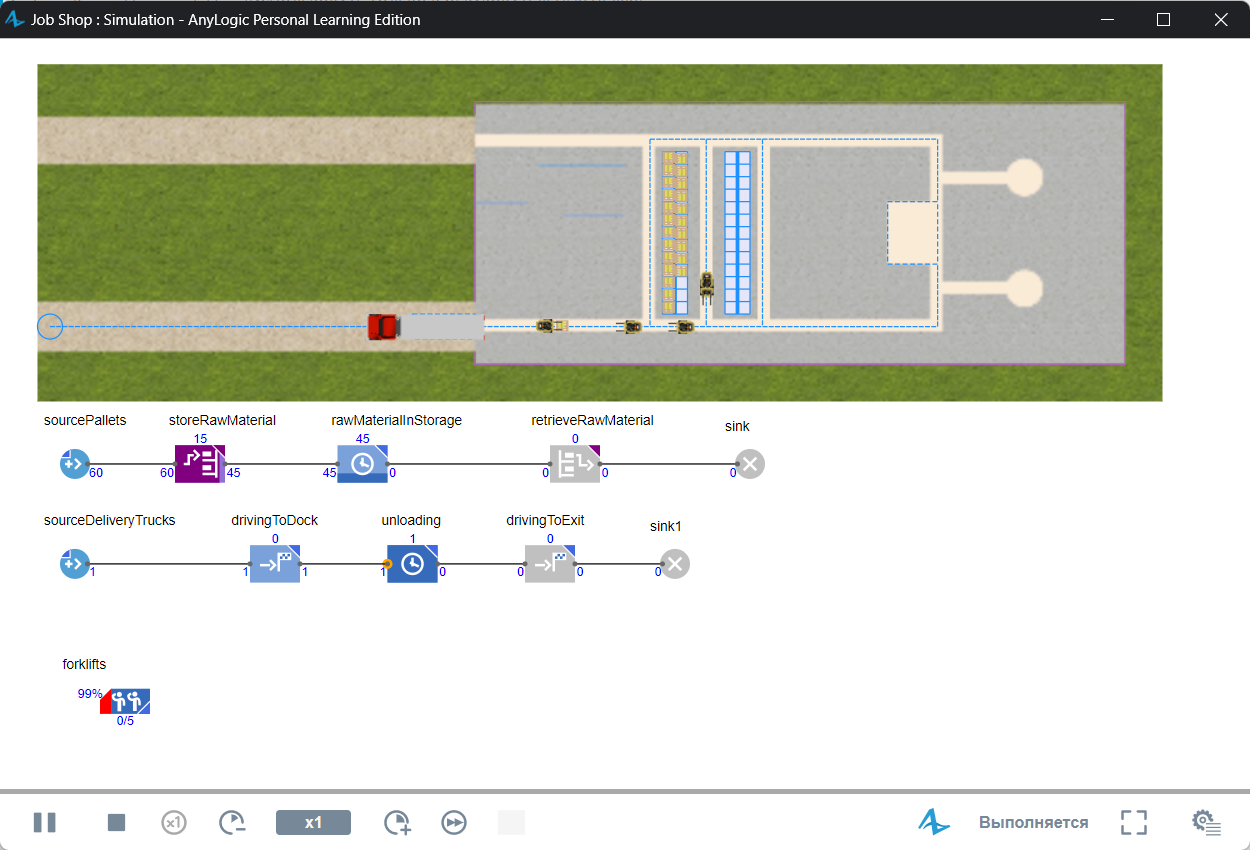 Job Shop : Simulation - AnyLogic Personal Learning Edition
sourcePallets storeRawMaterial rawMaterialInStorage retrieveRawMaterial sink
15 45 0
60 60 45 45 0 0 0 0
sourceDeliveryTrucks drivingToDock unloading drivingToExit sink1
0 1 0
1 1 1 1 0 0 0 0
forklifts
99%
0/5
x1 x1 Выполняется